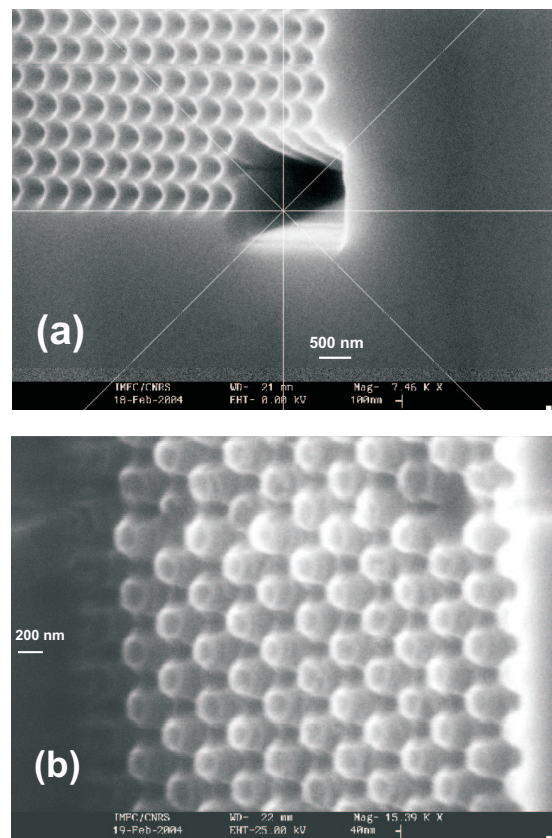 (a)
500 nm
IMFC/CNRS WD- 21 mm Mag- 7.46 K X
18-Feb-2004 EHT- 0.00 kV 100nm
200 nm
(b)
IMFC/CNRS WD- 22 mm Mag- 15.39 K X
19-Feb-2004 EHT-25.00 kV 40nm